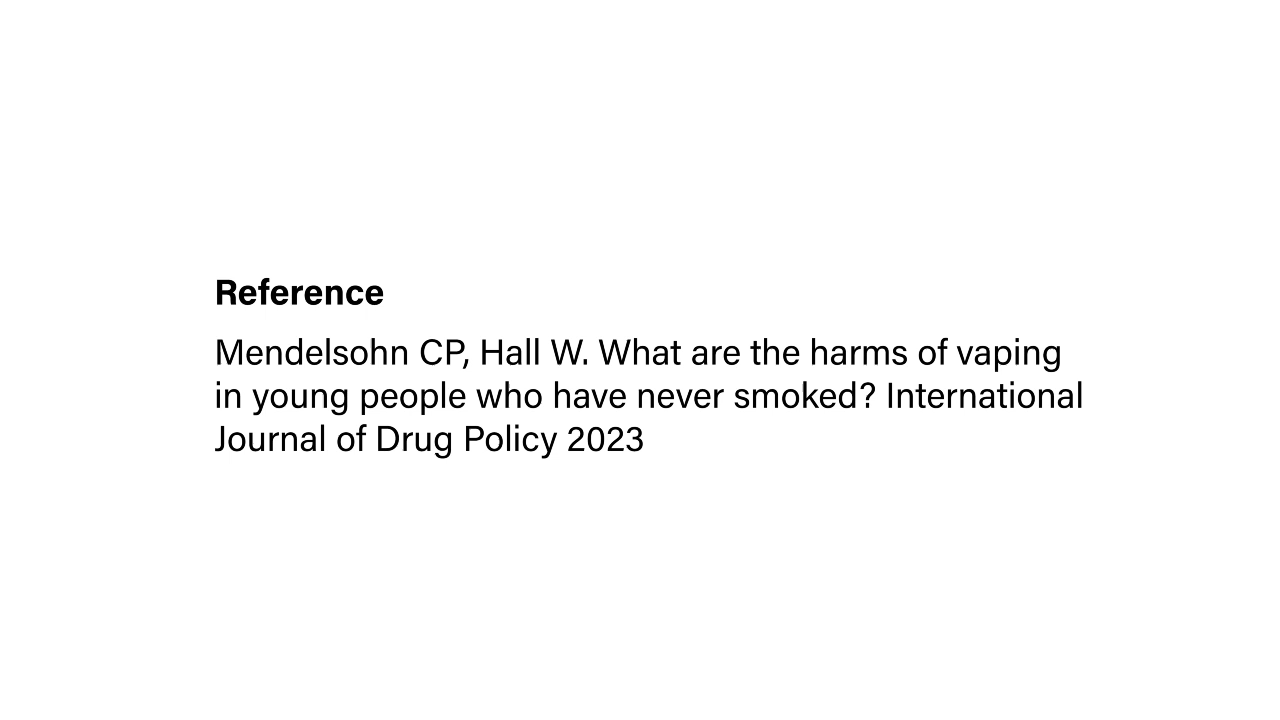 Reference
Mendelsohn CP, Hall W. What are the harms of vaping
in young people who have never smoked? International
Journal of Drug Policy 2023